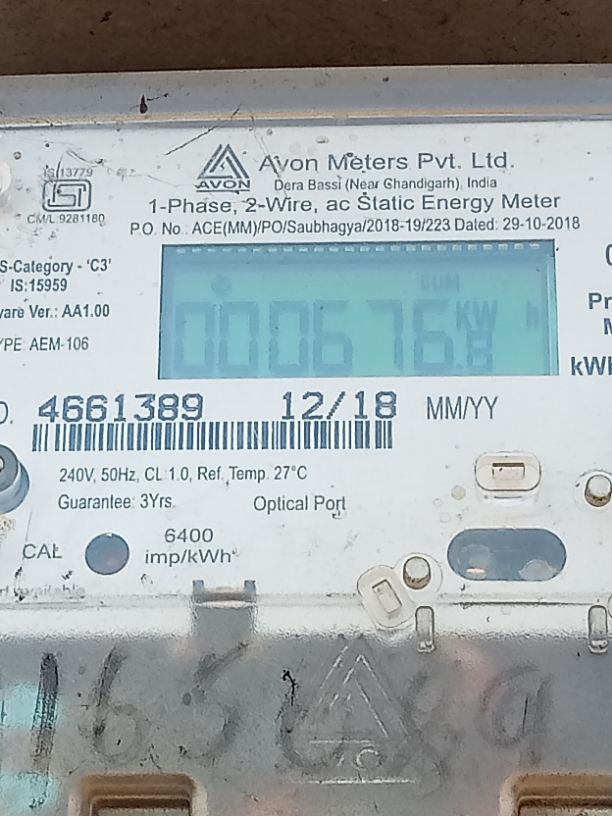 IS:13779
CM/L 9281180
AVON
Avon Meters Pvt. Ltd.
Dera Bassi (Near Chandigarh), India
1-Phase, 2-Wire, ac Static Energy Meter
P.O. No.: ACE(MM)/PO/Saubhagya/2018-19/223 Dated: 29-10-2018
S-Category - 'C3'
IS:15959
ware Ver.: AA1.00
YPE: AEM-106
CUM
000676.8 KW h
kWh
4661389 12/18 MM/YY
240V, 50Hz, CL 1.0, Ref. Temp. 27°C
Guarantee: 3Yrs. Optical Port
CAL
6400
imp/kWh